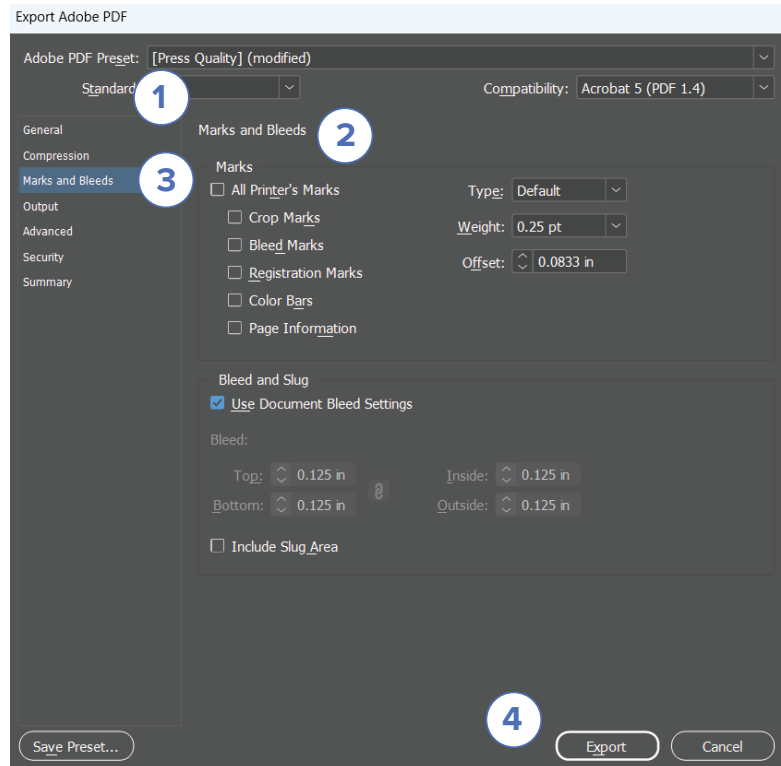 Export Adobe PDF
Adobe PDF Preset: [Press Quality] (modified)
Standard
1
Compatibility: Acrobat 5 (PDF 1.4)
General
Compression
Marks and Bleeds
3
Output
Advanced
Security
Summary
Marks and Bleeds
2
Marks
All Printer's Marks
Crop Marks
Bleed Marks
Registration Marks
Color Bars
Page Information
Type: Default
Weight: 0.25 pt
Offset: 0.0833 in
Bleed and Slug
Use Document Bleed Settings
Bleed:
Top: 0.125 in
Bottom: 0.125 in
Inside: 0.125 in
Outside: 0.125 in
Include Slug Area
4
Save Preset...
Export
Cancel